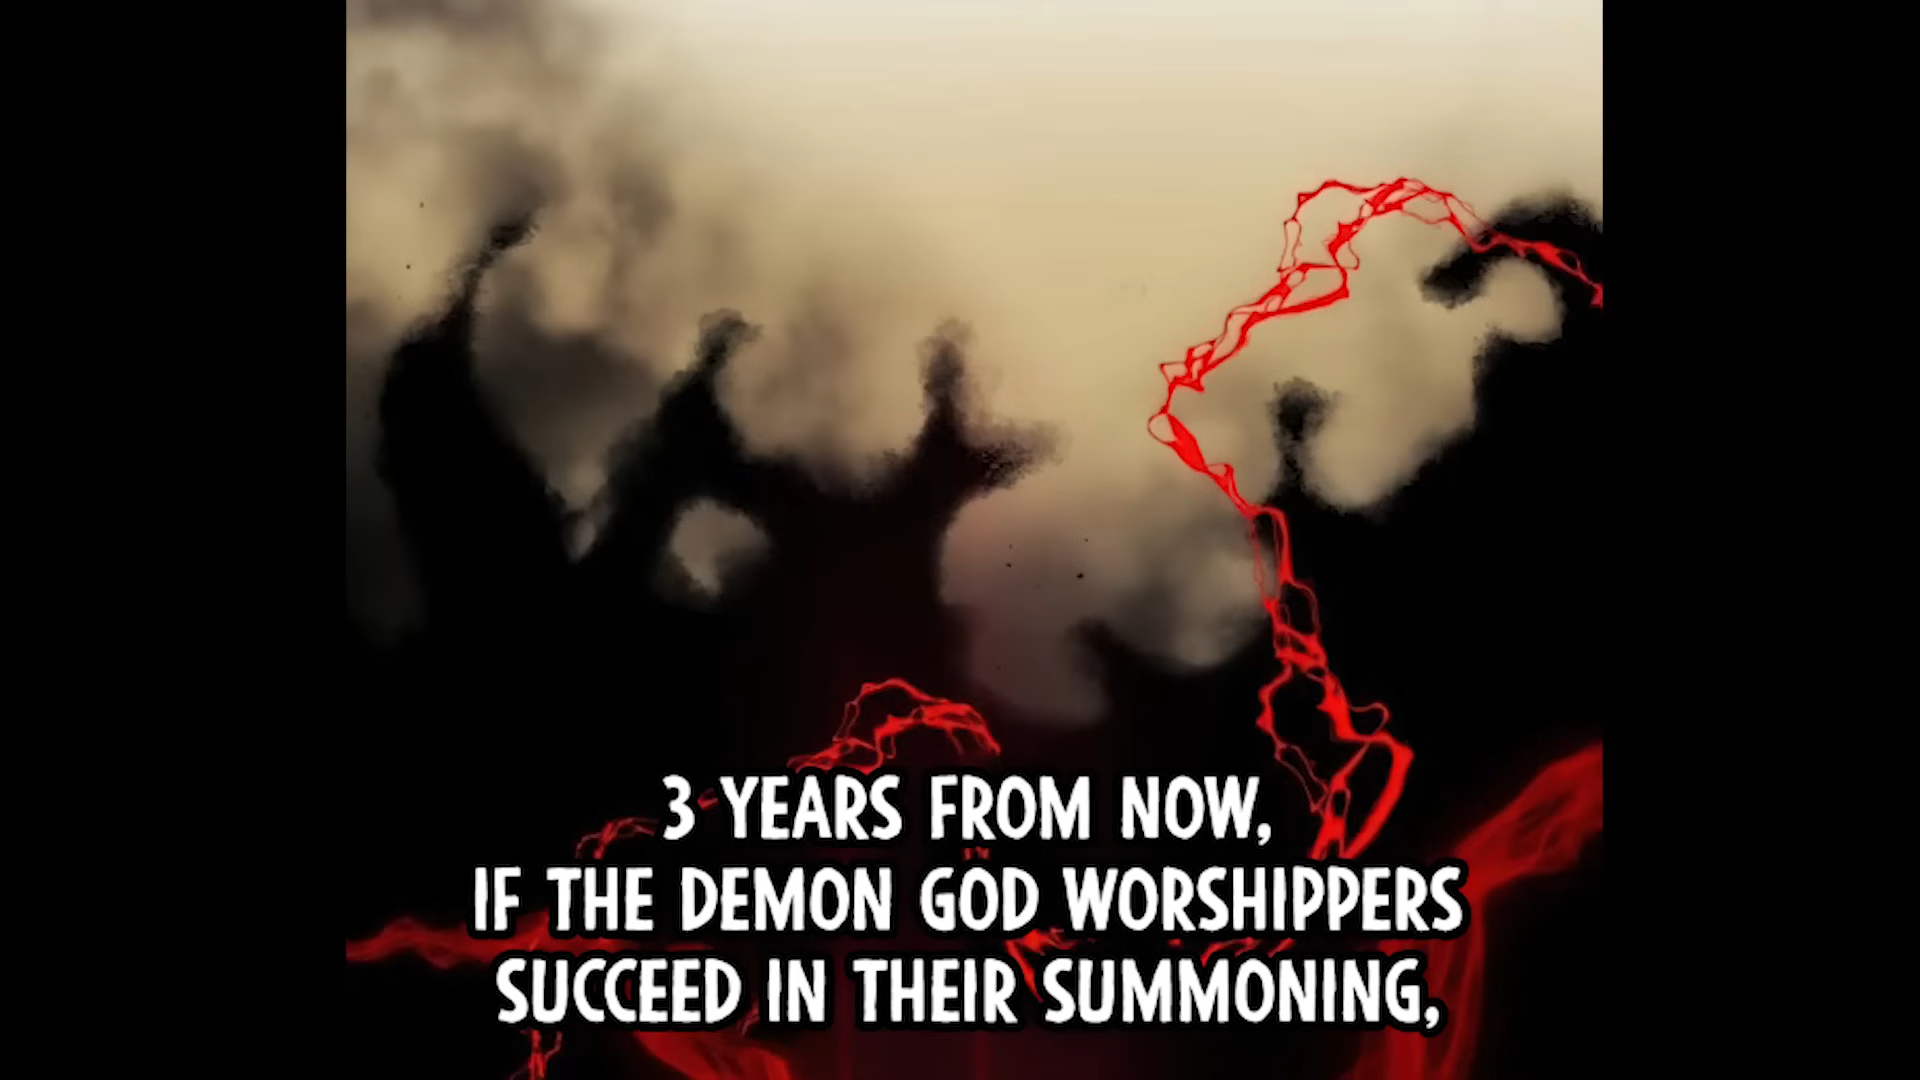 3 YEARS FROM NOW,
IF THE DEMON GOD WORSHIPPERS
SUCCEED IN THEIR SUMMONING,